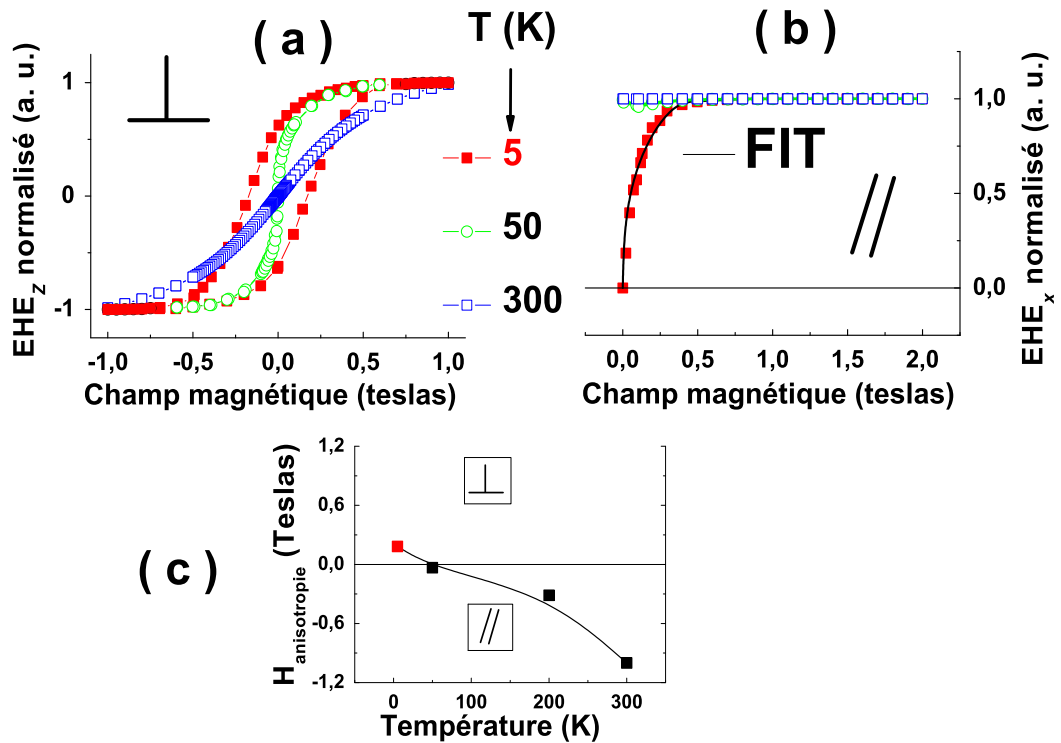 ( a )
T (K)
( b )
EHE_Z normalisé (a. u.)
1
0
-1
-1,0 -0,5 0,0 0,5 1,0
Champ magnétique (teslas)
5
50
300
FIT
1,0
0,5
0,0
EHE_x normalisé (a. u.)
0,0 0,5 1,0 1,5 2,0
Champ magnétique (teslas)
( c )
H_anisotropie (Teslas)
1,2
0,6
0,0
-0,6
-1,2
0 100 200 300
Température (K)